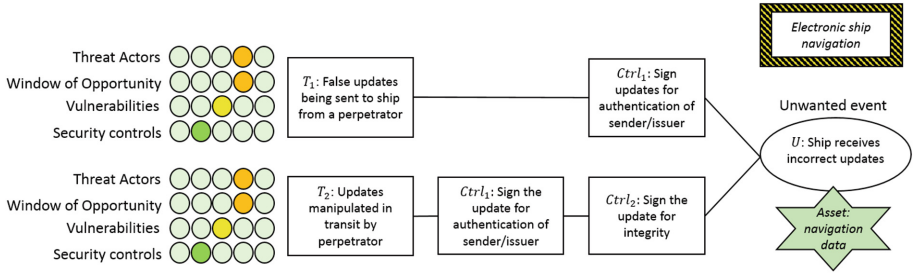 Threat Actors
Window of Opportunity
Vulnerabilities
Security controls
T₁: False updates
being sent to ship
from a perpetrator
Ctrl₁: Sign
updates for
authentication of
sender/issuer
Electronic ship
navigation
Unwanted event
U: Ship receives
incorrect updates
Threat Actors
Window of Opportunity
Vulnerabilities
Security controls
T₂: Updates
manipulated in
transit by
perpetrator
Ctrl₁: Sign the
update for
authentication of
sender/issuer
Ctrl₂: Sign the
update for
integrity
Asset:
navigation
data